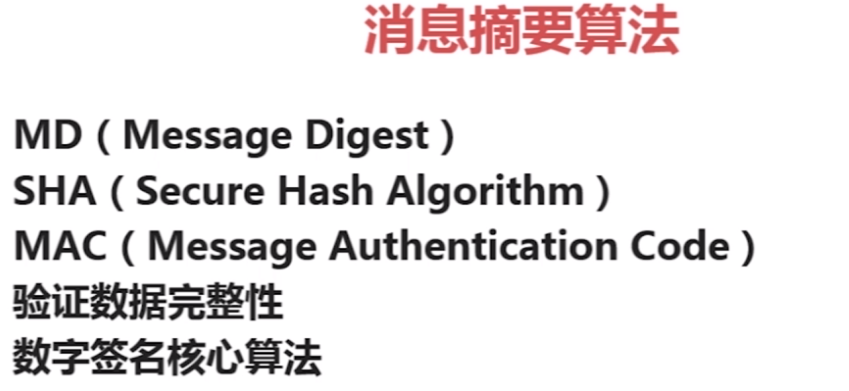 消息摘要算法
MD（Message Digest）
SHA（Secure Hash Algorithm）
MAC（Message Authentication Code）
验证数据完整性
数字签名核心算法